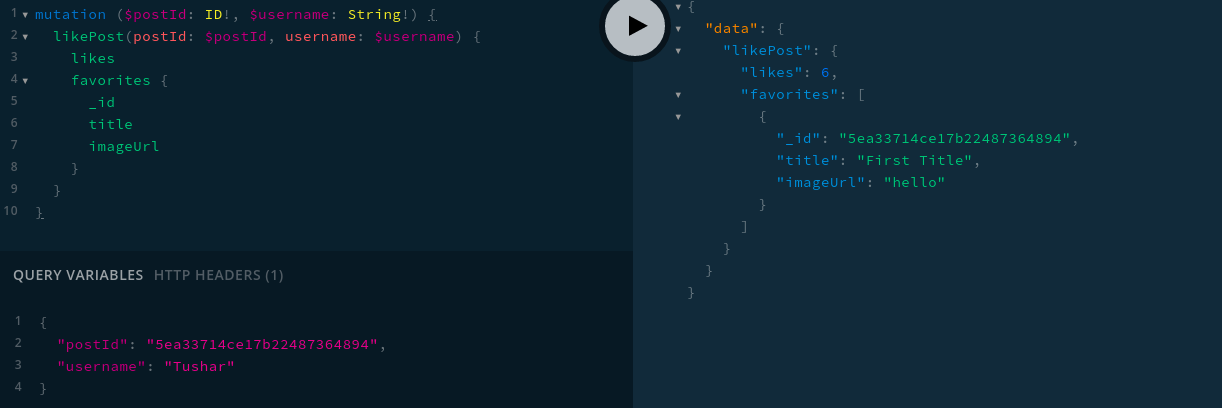 1 mutation ($postId: ID!, $username: String!) {
2 likePost(postId: $postId, username: $username) {
3 likes
4 favorites {
5 _id
6 title
7 imageUrl
8 }
9 }
10 }
QUERY VARIABLES HTTP HEADERS (1)
1 {
2 "postId": "5ea33714ce17b22487364894",
3 "username": "Tushar"
4 }
{
"data": {
"likePost": {
"likes": 6,
"favorites": [
{
"_id": "5ea33714ce17b22487364894",
"title": "First Title",
"imageUrl": "hello"
}
]
}
}
}